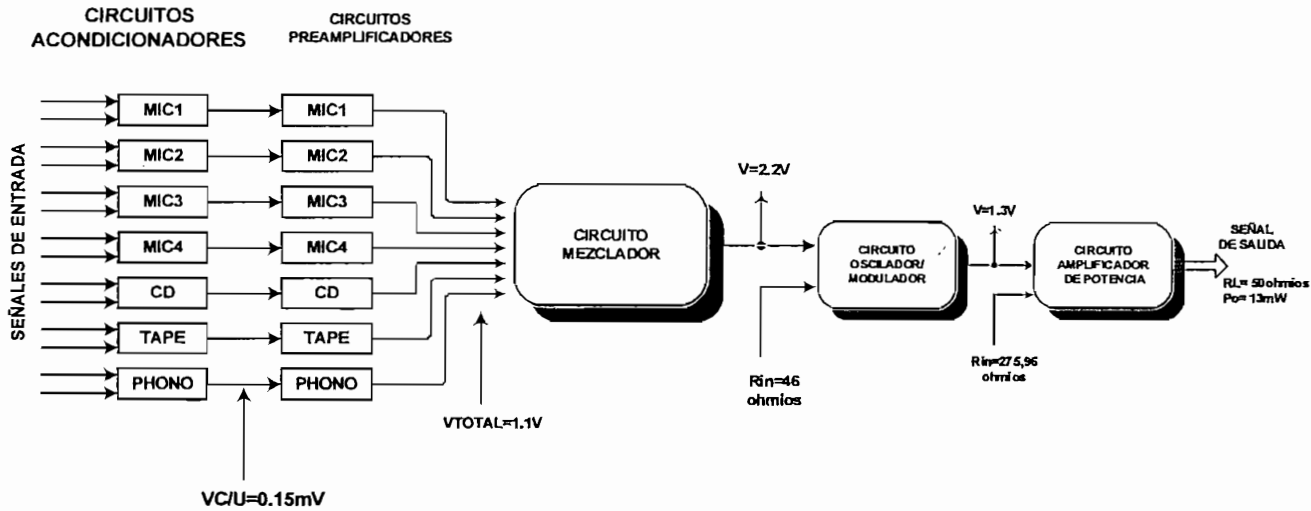 CIRCUITOS
ACONDICIONADORES
CIRCUITOS
PREAMPLIFICADORES
SEÑALES DE ENTRADA
MIC1
MIC1
MIC2
MIC2
MIC3
MIC3
MIC4
MIC4
CD
CD
TAPE
TAPE
PHONO
PHONO
VC/U=0.15mV
VTOTAL=1.1V
CIRCUITO
MEZCLADOR
V=2.2V
Rin=46
ohmios
CIRCUITO
OSCILADOR/
MODULADOR
V=1.3V
Rin=275,96
ohmios
CIRCUITO
AMPLIFICADOR
DE POTENCIA
SEÑAL
DE SALIDA
RL= 50ohmios
Po= 13mW